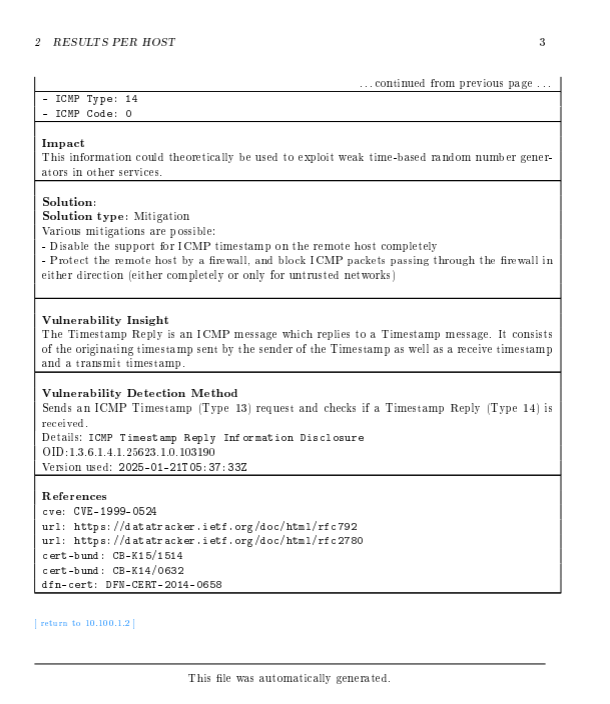 2 RESULTS PER HOST 3
...continued from previous page ...
- ICMP Type: 14
- ICMP Code: 0
Impact
This information could theoretically be used to exploit weak time-based random number gener-
ators in other services.
Solution:
Solution type: Mitigation
Various mitigations are possible:
- Disable the support for ICMP timestamp on the remote host completely
- Protect the remote host by a firewall, and block ICMP packets passing through the firewall in
either direction (either completely or only for untrusted networks)
Vulnerability Insight
The Timestamp Reply is an ICMP message which replies to a Timestamp message. It consists
of the originating timestamp sent by the sender of the Timestamp as well as a receive timestamp
and a transmit timestamp.
Vulnerability Detection Method
Sends an ICMP Timestamp (Type 13) request and checks if a Timestamp Reply (Type 14) is
received.
Details: ICMP Timestamp Reply Information Disclosure
OID:1.3.6.1.4.1.25623.1.0.103190
Version used: 2025-01-21T05:37:33Z
References
cve: CVE-1999-0524
url: https://datatracker.ietf.org/doc/html/rfc792
url: https://datatracker.ietf.org/doc/html/rfc2780
cert-bund: CB-K15/1514
cert-bund: CB-K14/0632
dfn-cert: DFN-CERT-2014-0658
[ return to 10.100.1.2 ]
This file was automatically generated.